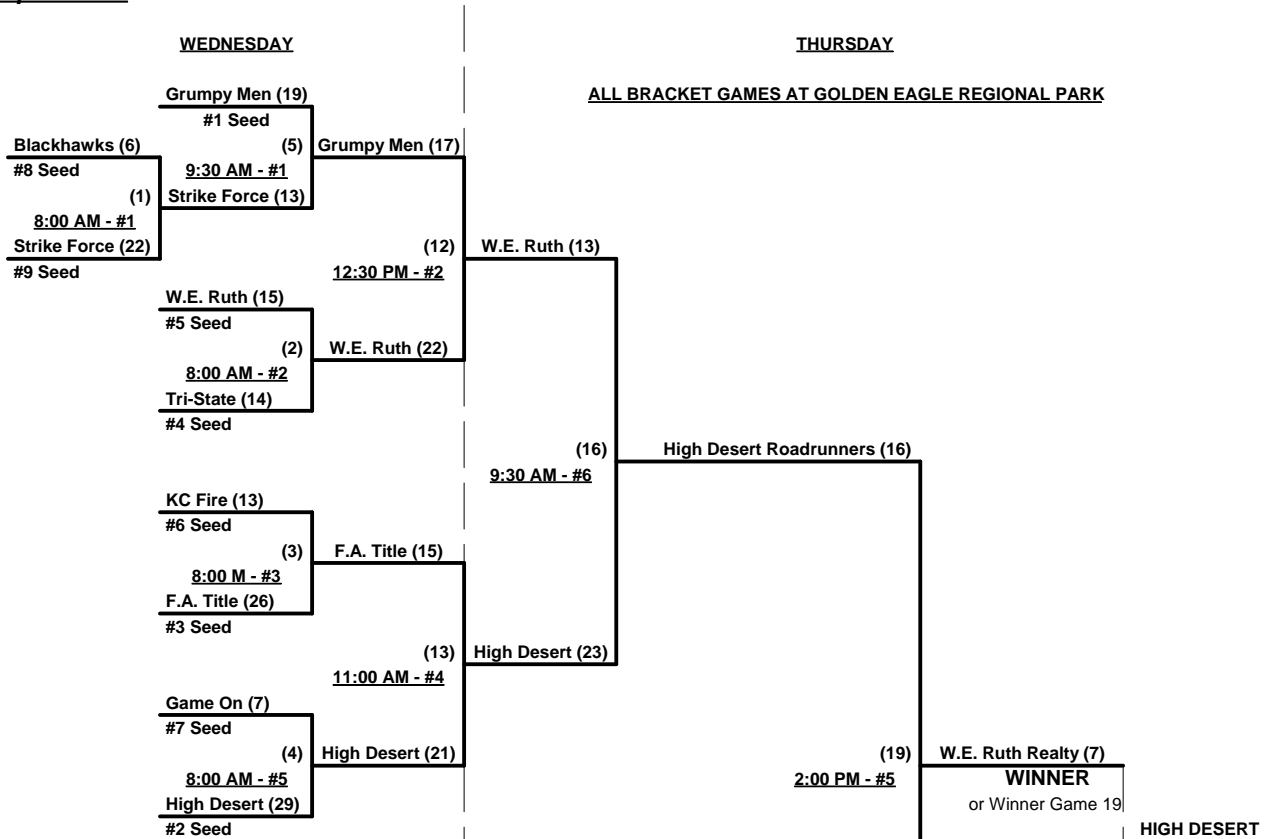 WEDNESDAY THURSDAY
Grumpy Men (19) ALL BRACKET GAMES AT GOLDEN EAGLE REGIONAL PARK
#1 Seed
Blackhawks (6) (5) Grumpy Men (17)
#8 Seed 9:30 AM - #1
(1) Strike Force (13)
8:00 AM - #1
Strike Force (22) (12) W.E. Ruth (13)
#9 Seed 12:30 PM - #2
W.E. Ruth (15)
#5 Seed
(2) W.E. Ruth (22)
8:00 AM - #2
Tri-State (14)
#4 Seed
(16) High Desert Roadrunners (16)
9:30 AM - #6
KC Fire (13)
#6 Seed
(3) F.A. Title (15)
8:00 M - #3
F.A. Title (26)
#3 Seed
(13) High Desert (23)
11:00 AM - #4
Game On (7)
#7 Seed
(4) High Desert (21) (19) W.E. Ruth Realty (7)
8:00 AM - #5 2:00 PM - #5 WINNER
High Desert (29) or Winner Game 19
#2 Seed HIGH DESERT